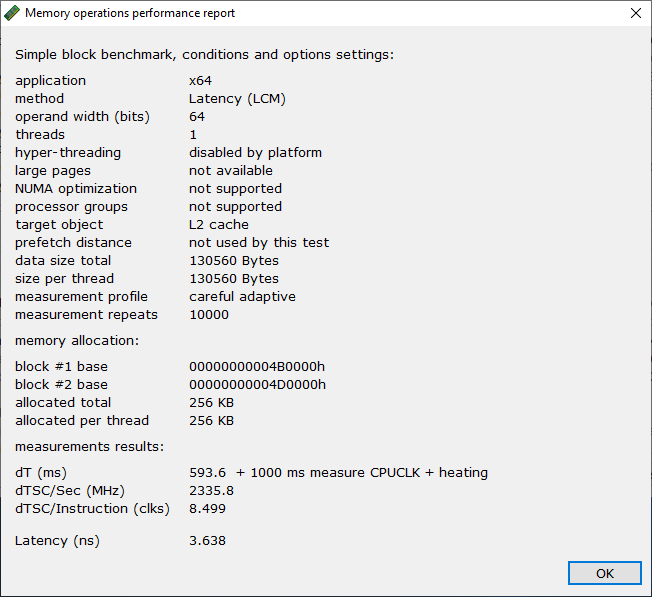 Memory operations performance report
Simple block benchmark, conditions and options settings:
application x64
method Latency (LCM)
operand width (bits) 64
threads 1
hyper-threading disabled by platform
large pages not available
NUMA optimization not supported
processor groups not supported
target object L2 cache
prefetch distance not used by this test
data size total 130560 Bytes
size per thread 130560 Bytes
measurement profile careful adaptive
measurement repeats 10000
memory allocation:
block #1 base 00000000004B0000h
block #2 base 00000000004D0000h
allocated total 256 KB
allocated per thread 256 KB
measurements results:
dT (ms) 593.6 + 1000 ms measure CPUCLK + heating
dTSC/Sec (MHz) 2335.8
dTSC/Instruction (clks) 8.499
Latency (ns) 3.638
OK